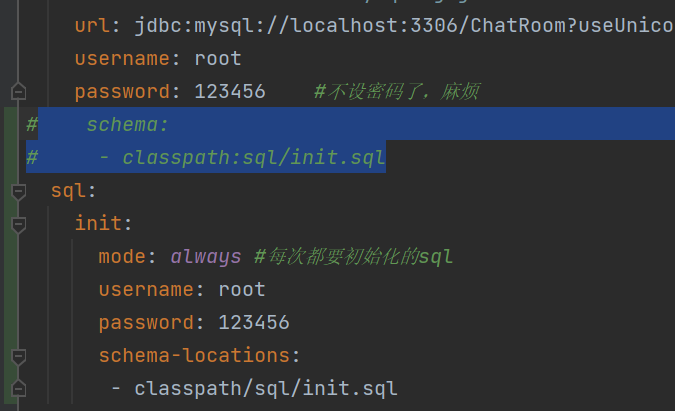 url: jdbc:mysql://localhost:3306/ChatRoom?useUnico
username: root
password: 123456 #不设密码了，麻烦
# schema:
# - classpath:sql/init.sql
sql:
init:
mode: always #每次都要初始化的sql
username: root
password: 123456
schema-locations:
- classpath/sql/init.sql